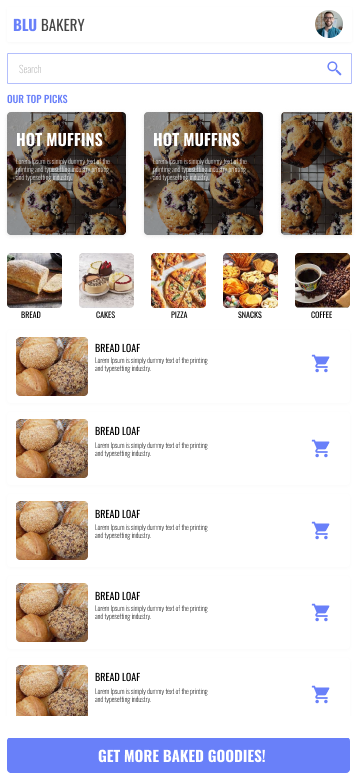 BLU BAKERY
Search
OUR TOP PICKS
HOT MUFFINS
Lorem Ipsum is simply dummy text of the
printing and typesetting industry. printing
and typesetting industry.
HOT MUFFINS
Lorem Ipsum is simply dummy text of the
printing and typesetting industry. printing
and typesetting industry.
BREAD
CAKES
PIZZA
SNACKS
COFFEE
BREAD LOAF
Lorem Ipsum is simply dummy text of the printing
and typesetting industry.
BREAD LOAF
Lorem Ipsum is simply dummy text of the printing
and typesetting industry.
BREAD LOAF
Lorem Ipsum is simply dummy text of the printing
and typesetting industry.
BREAD LOAF
Lorem Ipsum is simply dummy text of the printing
and typesetting industry.
BREAD LOAF
Lorem Ipsum is simply dummy text of the printing
and typesetting industry.
GET MORE BAKED GOODIES!